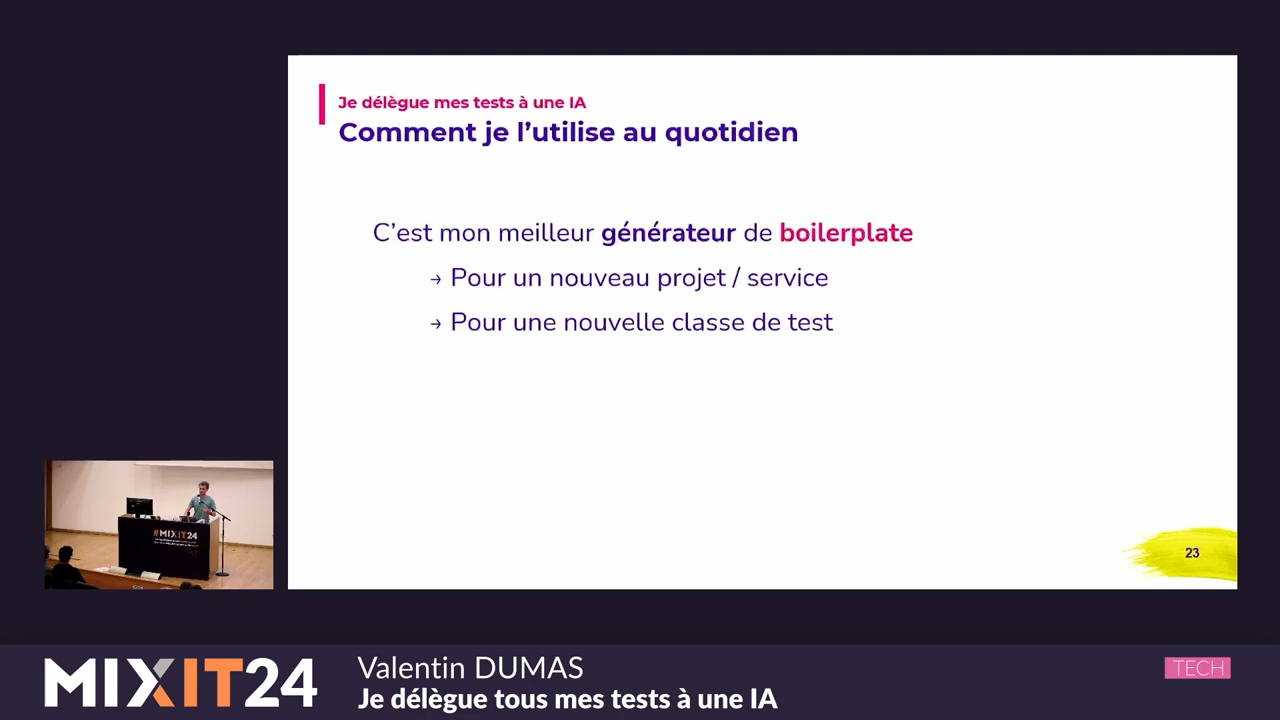 Je délègue mes tests à une IA
Comment je l’utilise au quotidien
C’est mon meilleur générateur de boilerplate
→ Pour un nouveau projet / service
→ Pour une nouvelle classe de test
23
#MIXIT24
MIXIT24
Valentin DUMAS
Je délègue tous mes tests à une IA
TECH